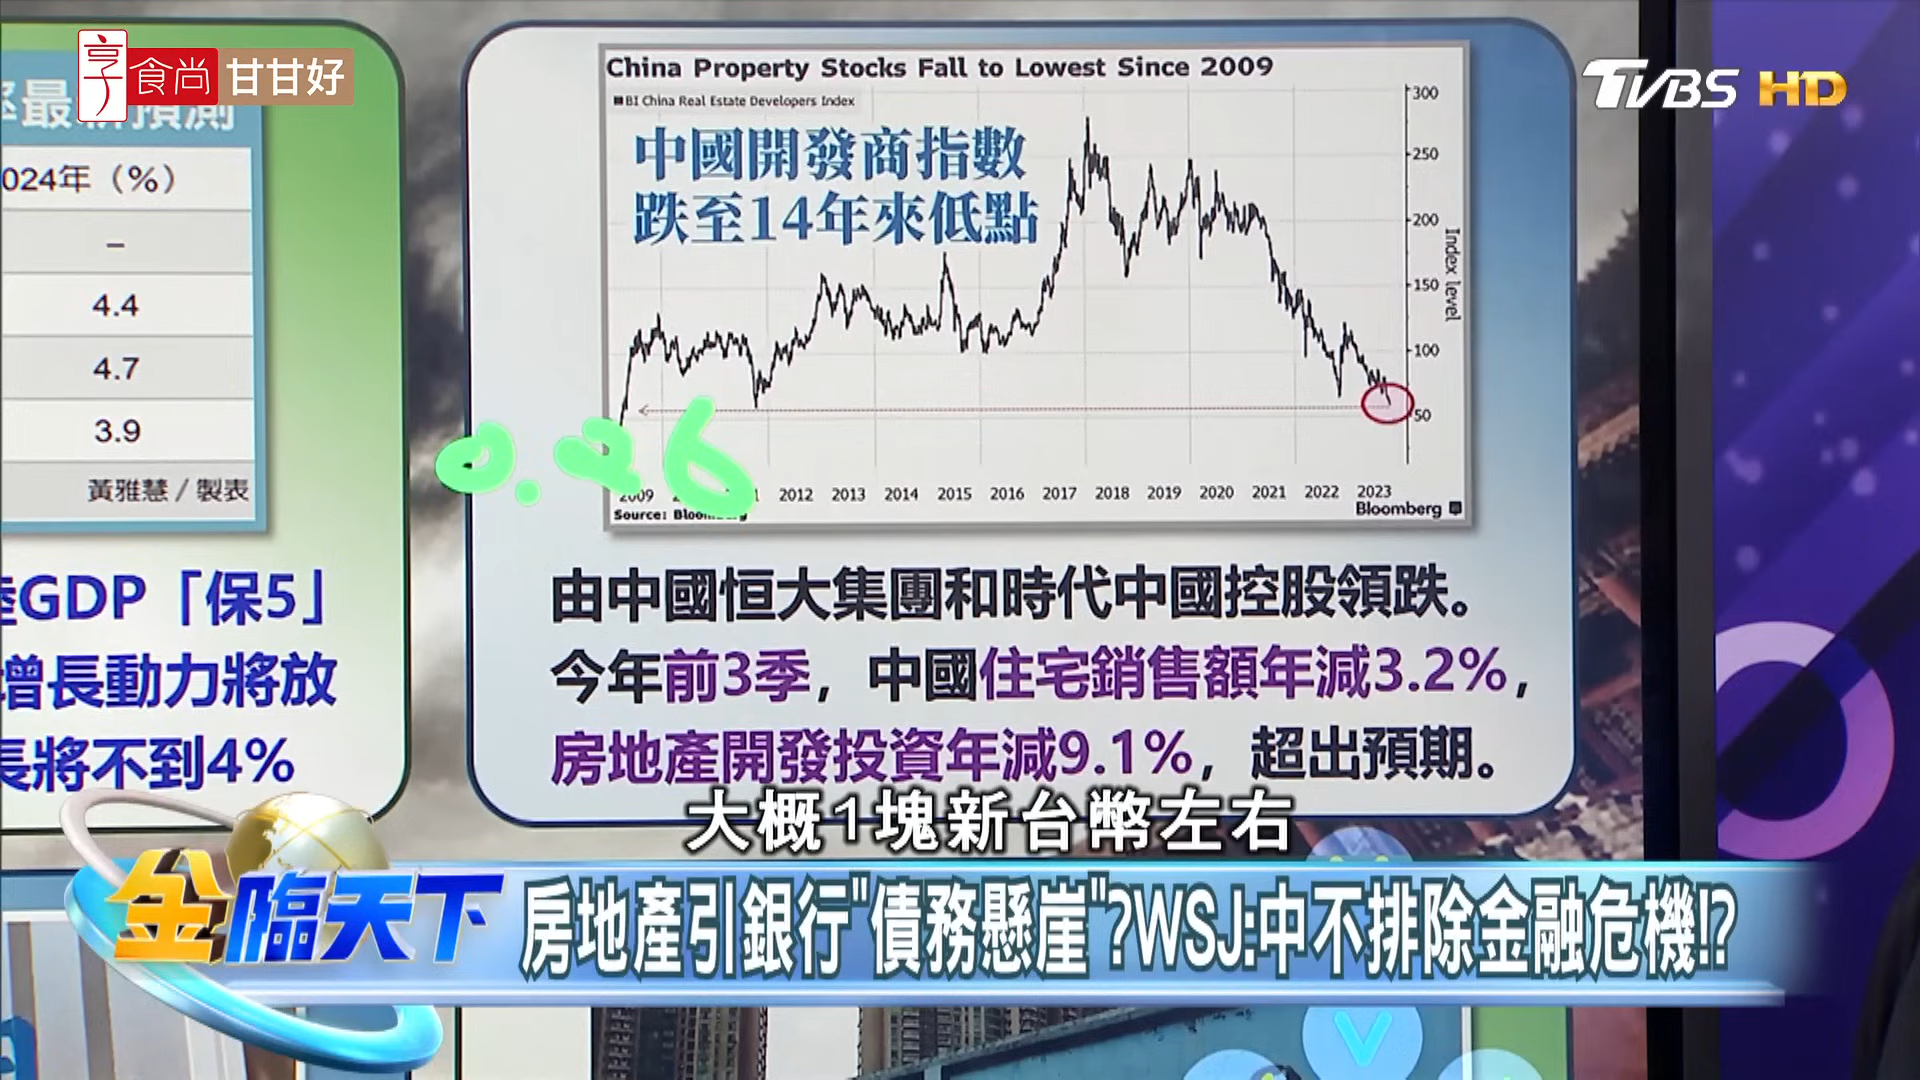 享
食尚
甘甘好
TVBS HD
率最新預測
2024年（%）
–
4.4
4.7
3.9
黃雅慧 / 製表
GDP「保5」
增長動力將放
長將不到4%
China Property Stocks Fall to Lowest Since 2009
BI China Real Estate Developers Index
中國開發商指數
跌至14年來低點
300
250
200
150
100
50
Index level
0.26
2009 2012 2013 2014 2015 2016 2017 2018 2019 2020 2021 2022 2023
Source: Bloomberg
Bloomberg
由中國恒大集團和時代中國控股領跌。
今年前3季，中國住宅銷售額年減3.2%，
房地產開發投資年減9.1%，超出預期。
大概1塊新台幣左右
金臨天下
房地產引銀行"債務懸崖"?WSJ:中不排除金融危機!?